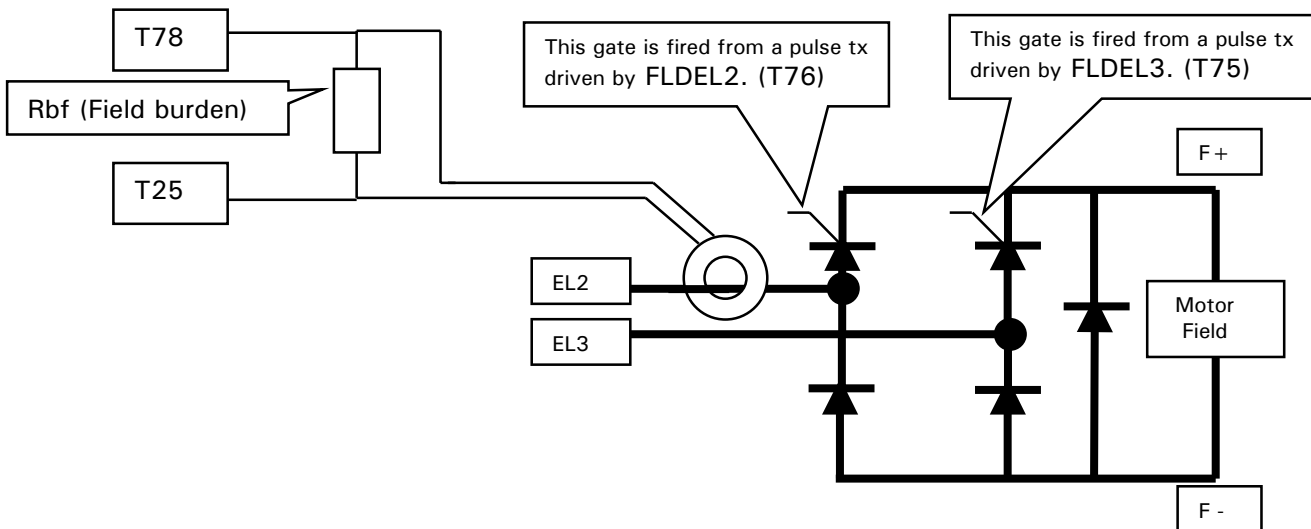 T78
Rbf (Field burden)
T25
This gate is fired from a pulse tx
driven by FLDEL2. (T76)
This gate is fired from a pulse tx
driven by FLDEL3. (T75)
F+
EL2
EL3
Motor
Field
F -